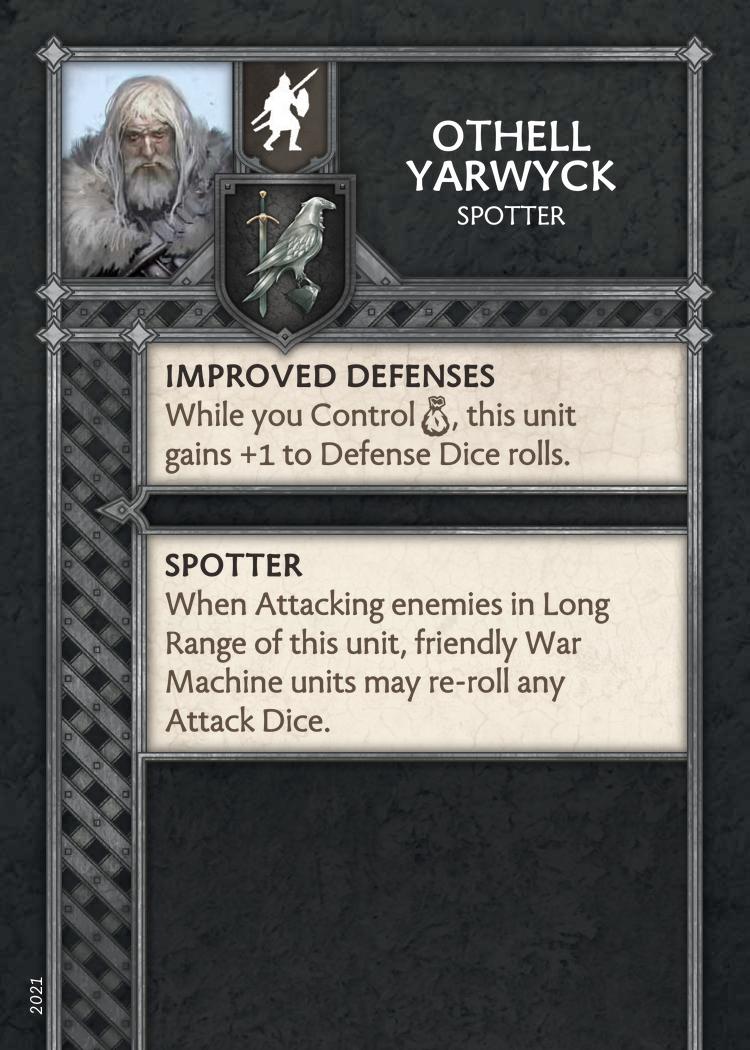 OTHELL
YARWYCK
SPOTTER
IMPROVED DEFENSES
While you Control , this unit
gains +1 to Defense Dice rolls.
SPOTTER
When Attacking enemies in Long
Range of this unit, friendly War
Machine units may re-roll any
Attack Dice.
2021